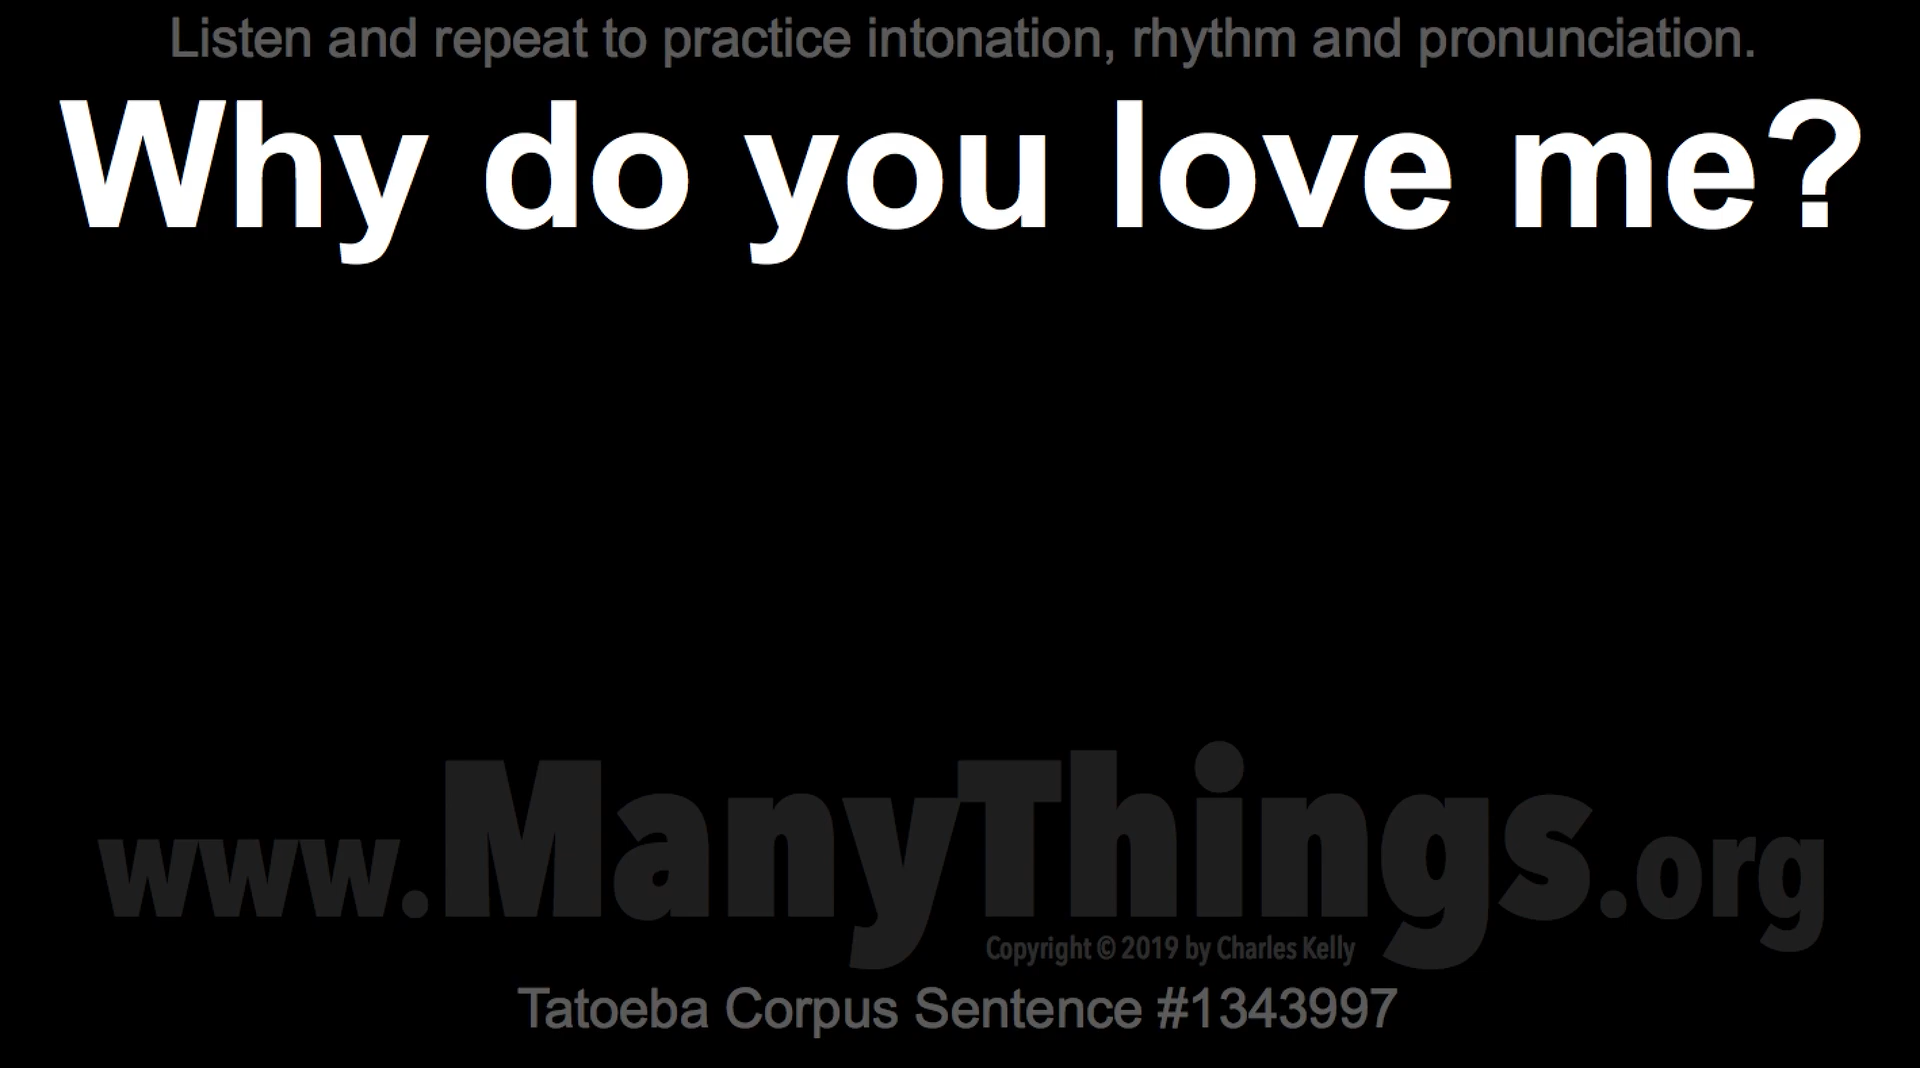 Listen and repeat to practice intonation, rhythm and pronunciation.
Why do you love me?
www.ManyThings.org
Copyright © 2019 by Charles Kelly
Tatoeba Corpus Sentence #1343997